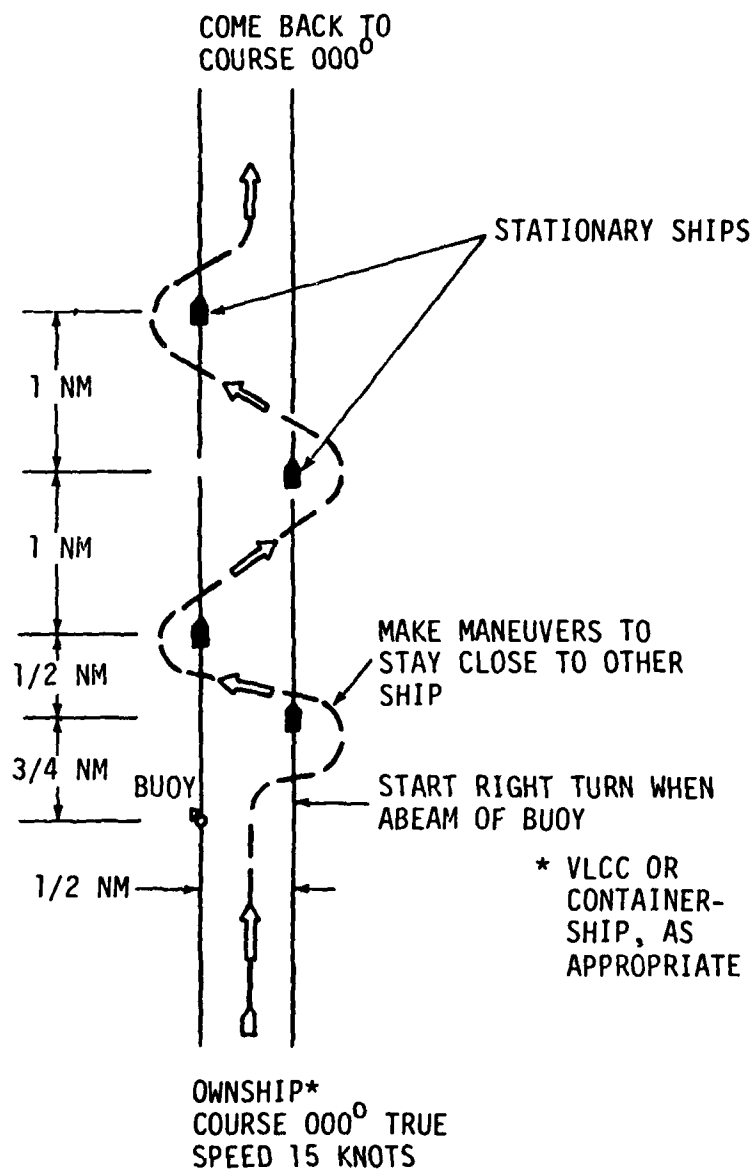 COME BACK TO
COURSE 000⁰
STATIONARY SHIPS
1 NM
1 NM
MAKE MANEUVERS TO
STAY CLOSE TO OTHER
SHIP
1/2 NM
3/4 NM
BUOY
START RIGHT TURN WHEN
ABEAM OF BUOY
1/2 NM
* VLCC OR
CONTAINER-
SHIP, AS
APPROPRIATE
OWNSHIP*
COURSE 000⁰ TRUE
SPEED 15 KNOTS